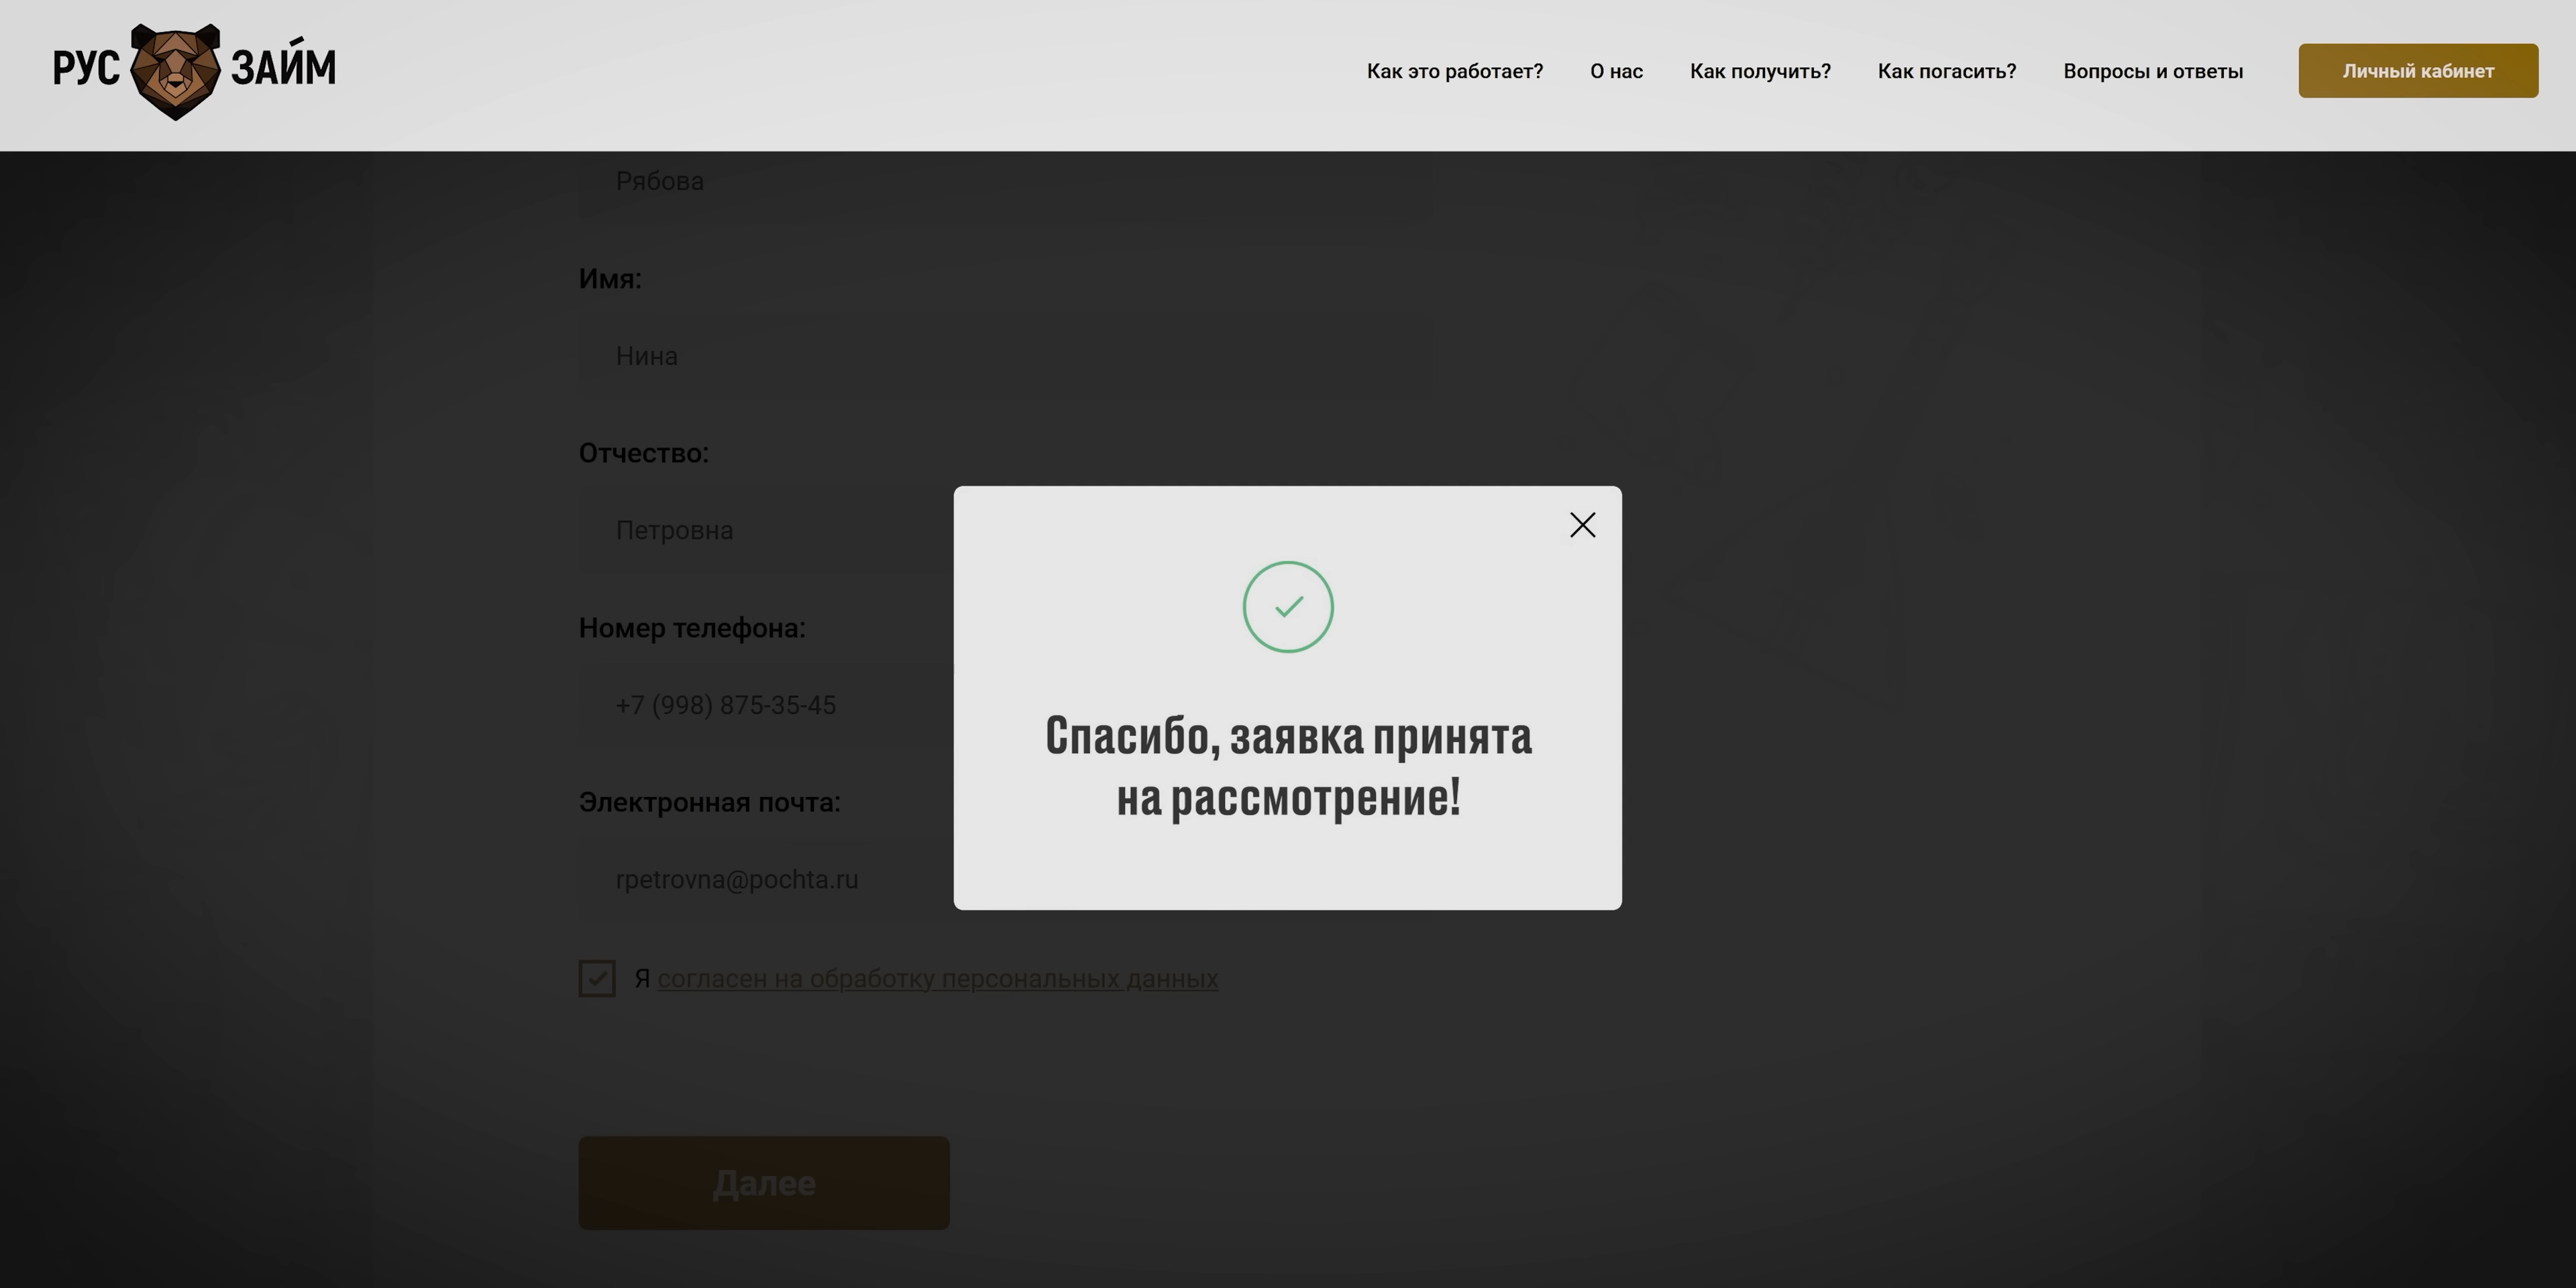 РУС ЗАЙМ
Как это работает? О нас Как получить? Как погасить? Вопросы и ответы Личный кабинет
Рябова
Имя:
Нина
Отчество:
Петровна
Номер телефона:
+7 (998) 875-35-45
Электронная почта:
rpetrovna@pochta.ru
Я согласен на обработку персональных данных
Далее
Спасибо, заявка принята
на рассмотрение!